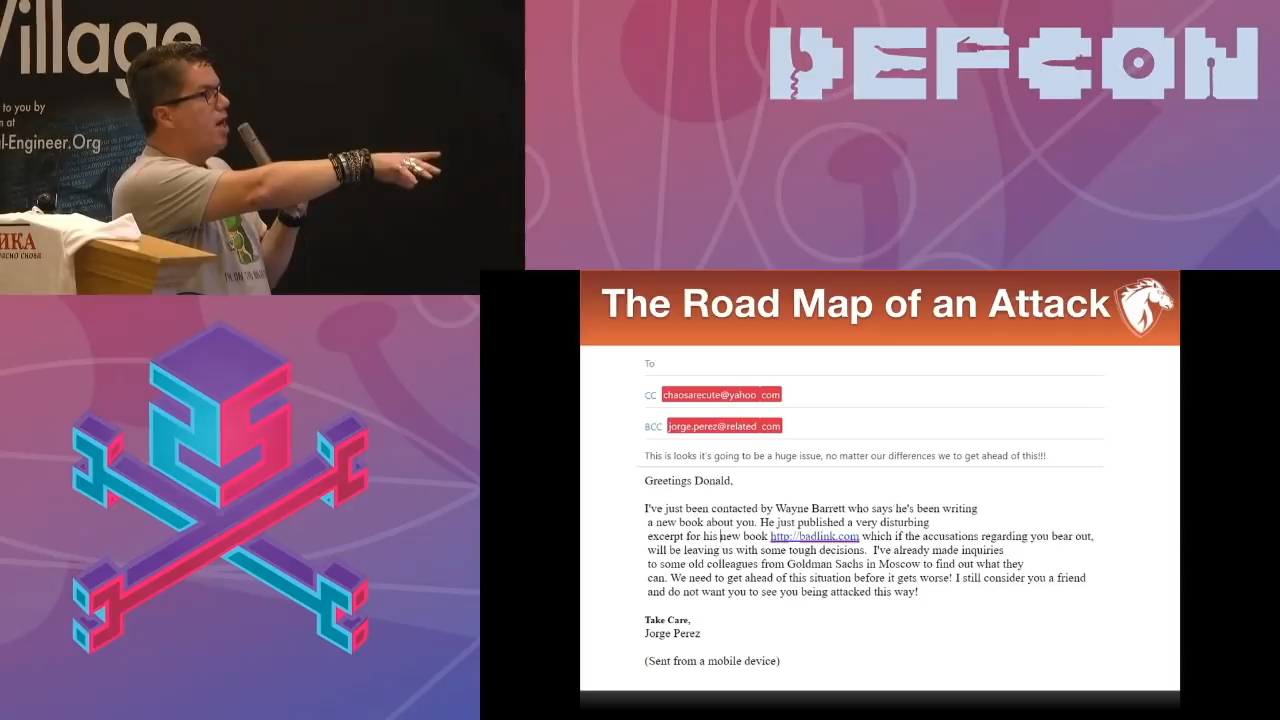 Village
to you by
m at
al-Engineer.Org
ИКА
расно снова
I'M ON THE
DEFCON
The Road Map of an Attack
To
CC chaosarecute@yahoo com
BCC jorge.perez@related com
This is looks it's going to be a huge issue, no matter our differences we to get ahead of this!!!
Greetings Donald,
I've just been contacted by Wayne Barrett who says he's been writing
a new book about you. He just published a very disturbing
excerpt for his new book http://badlink.com which if the accusations regarding you bear out,
will be leaving us with some tough decisions. I've already made inquiries
to some old colleagues from Goldman Sachs in Moscow to find out what they
can. We need to get ahead of this situation before it gets worse! I still consider you a friend
and do not want you to see you being attacked this way!
Take Care,
Jorge Perez
(Sent from a mobile device)